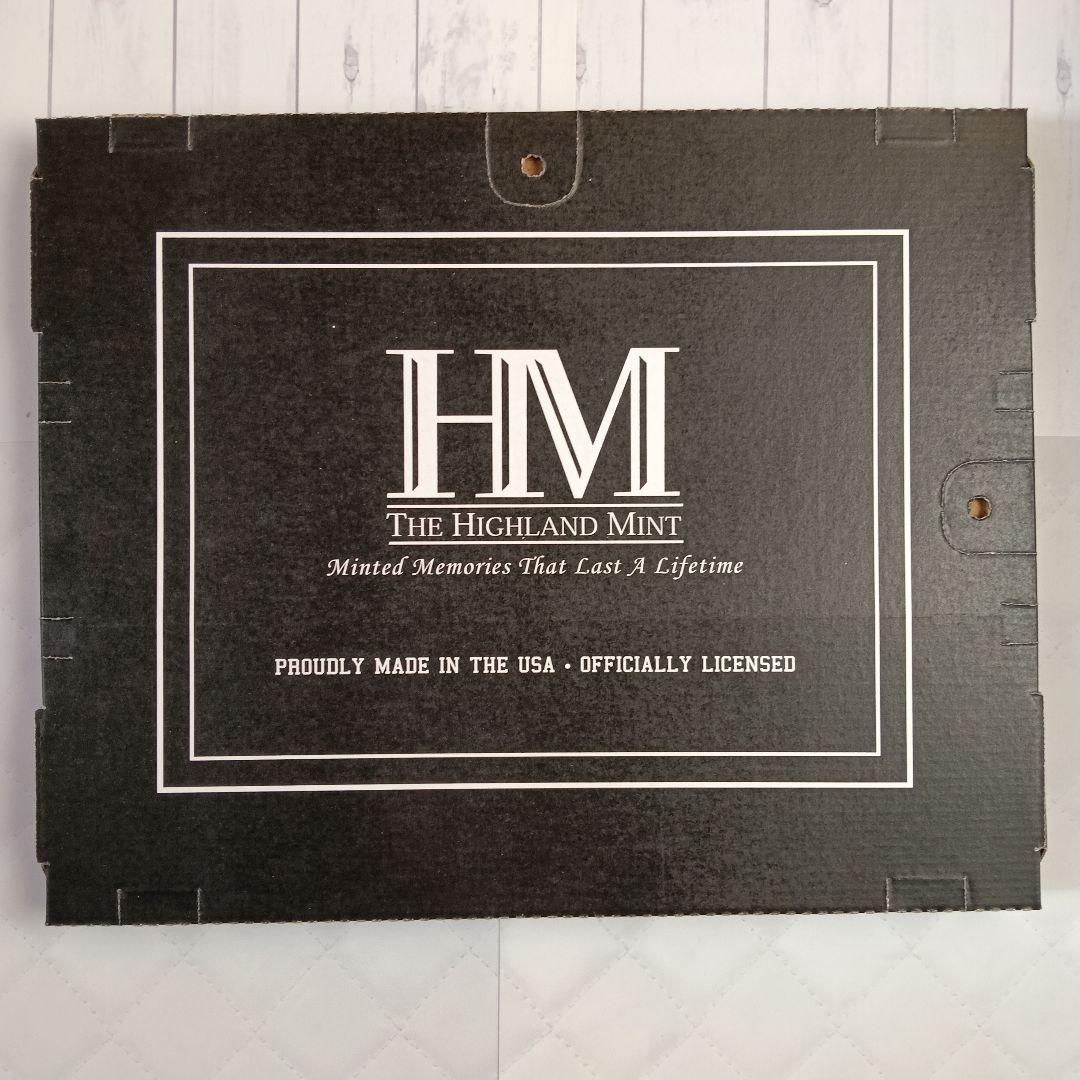 HM
THE HIGHLAND MINT
Minted Memories That Last A Lifetime
PROUDLY MADE IN THE USA • OFFICIALLY LICENSED